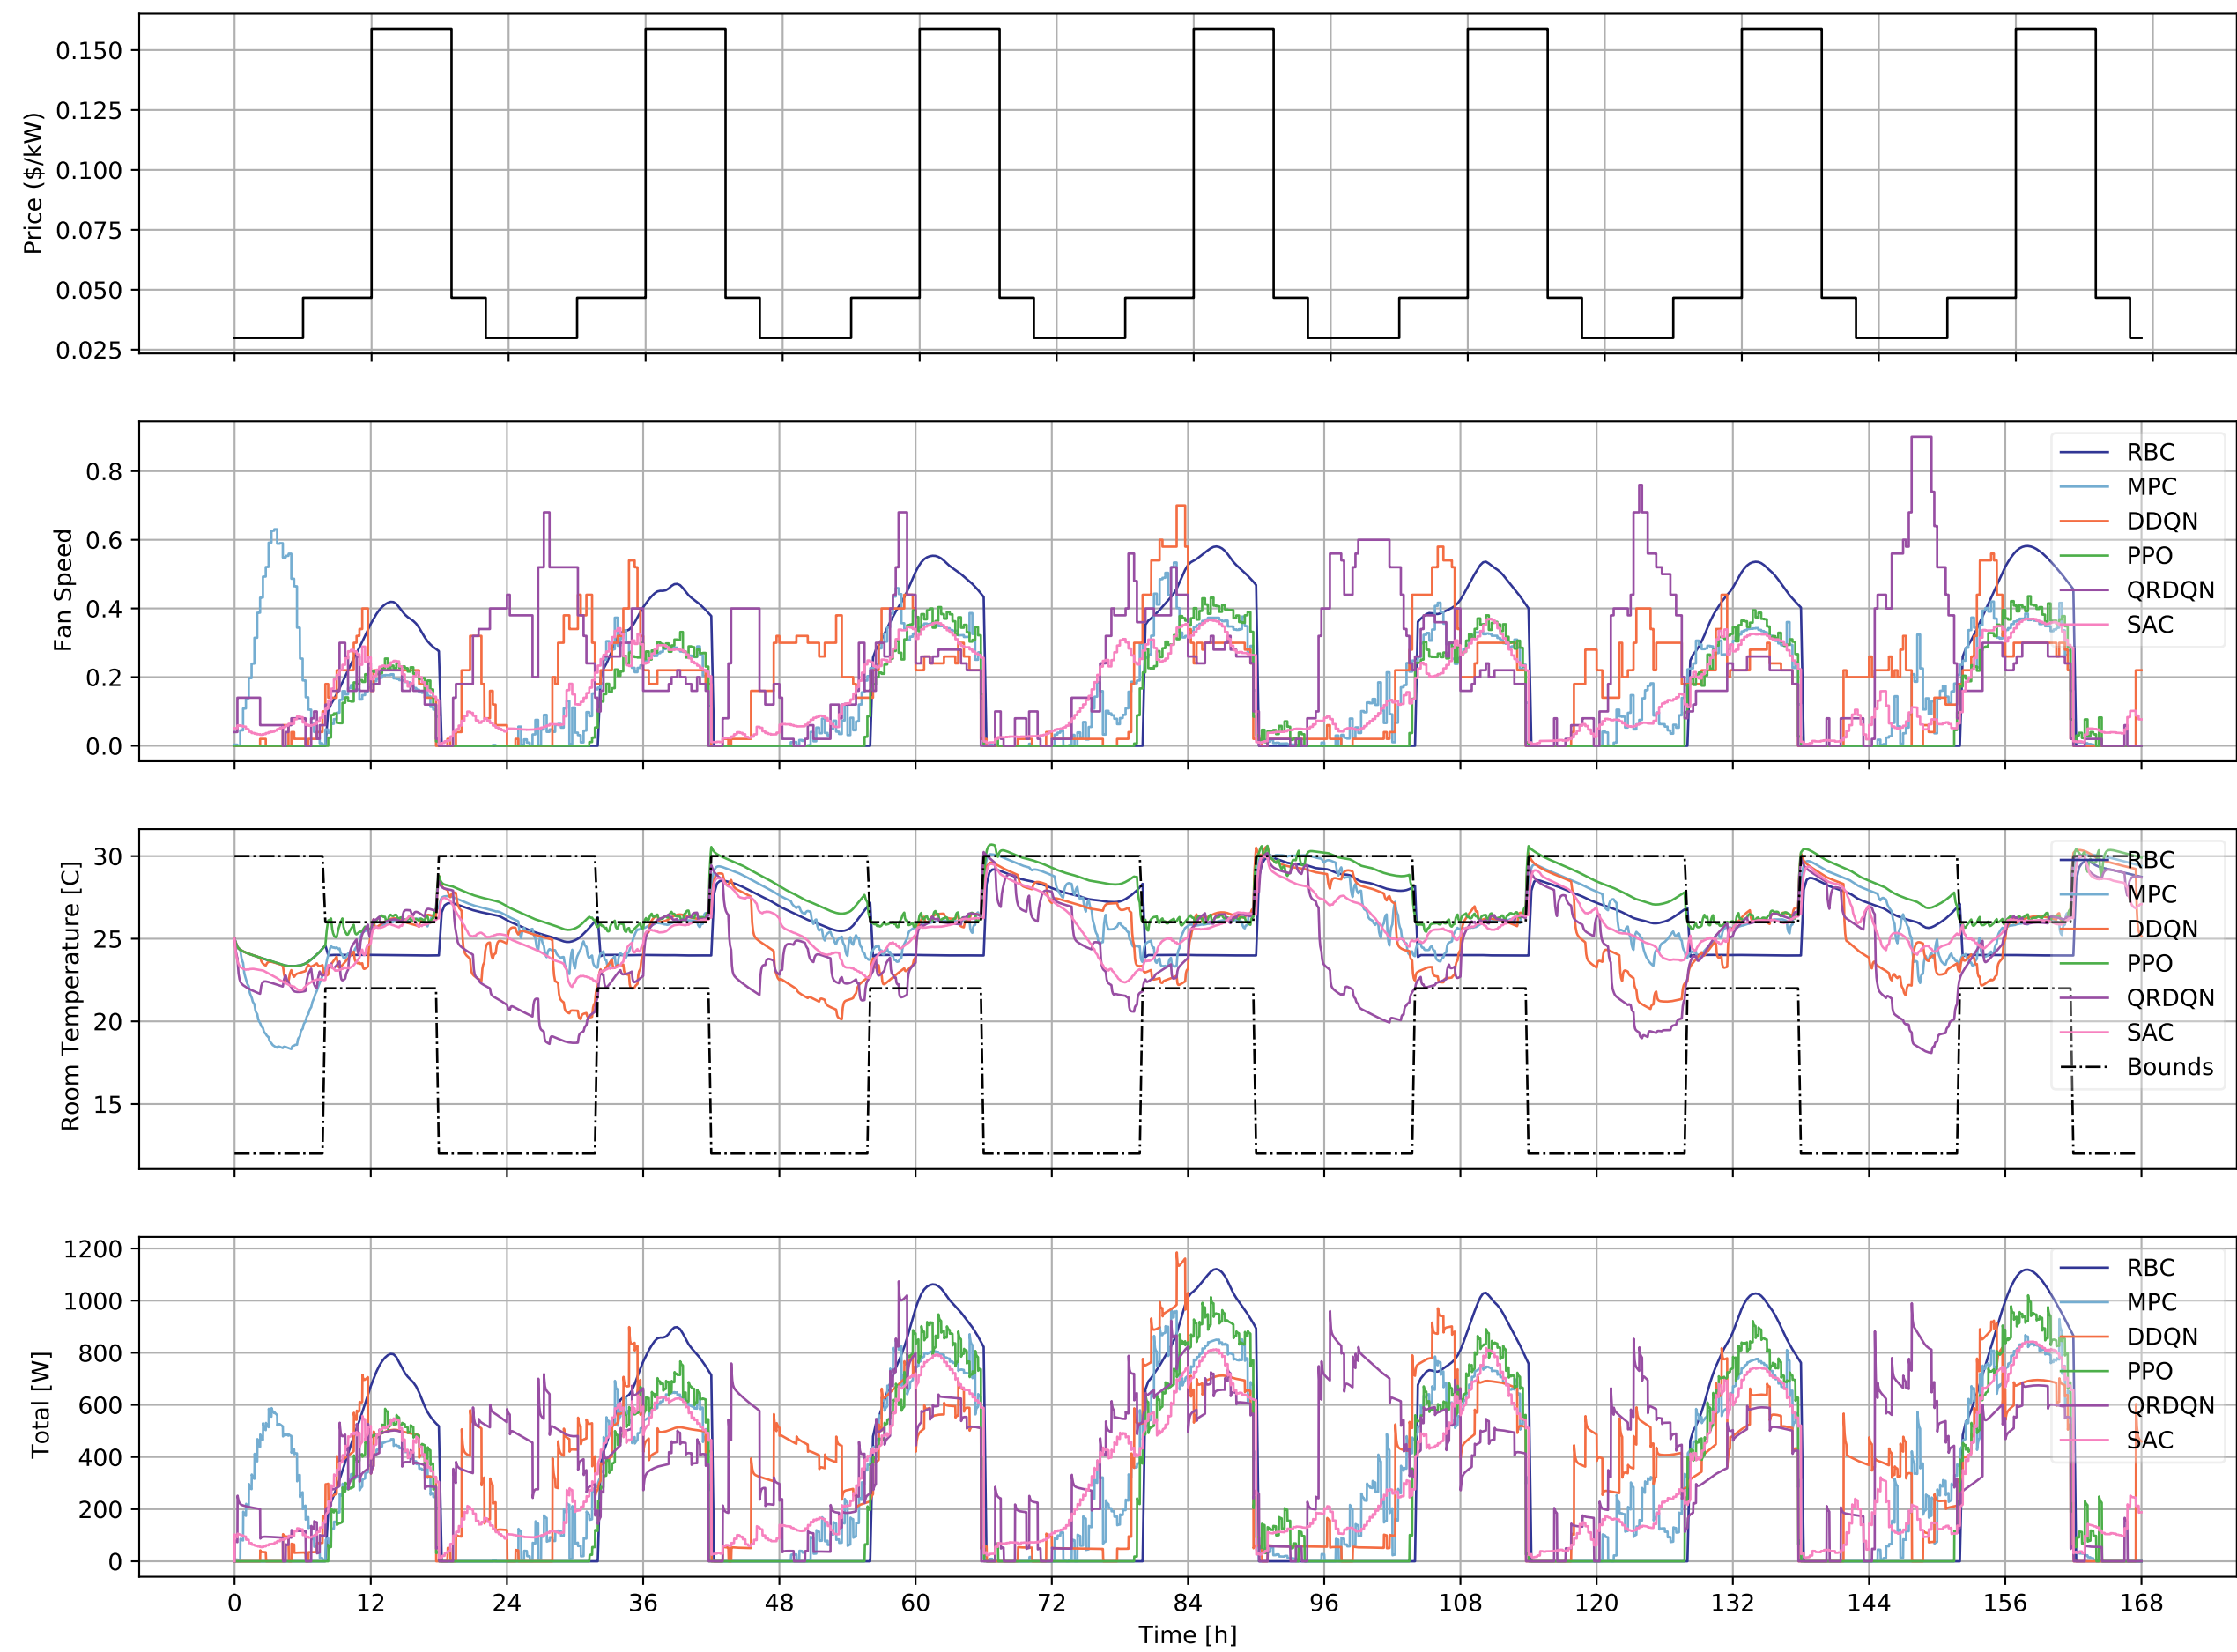 Price ($/kW)
0.150
0.125
0.100
0.075
0.050
0.025
Fan Speed
0.8
0.6
0.4
0.2
0.0
RBC
MPC
DDQN
PPO
QRDQN
SAC
Room Temperature [C]
30
25
20
15
RBC
MPC
DDQN
PPO
QRDQN
SAC
Bounds
Total [W]
1200
1000
800
600
400
200
0
RBC
MPC
DDQN
PPO
QRDQN
SAC
0 12 24 36 48 60 72 84 96 108 120 132 144 156 168
Time [h]